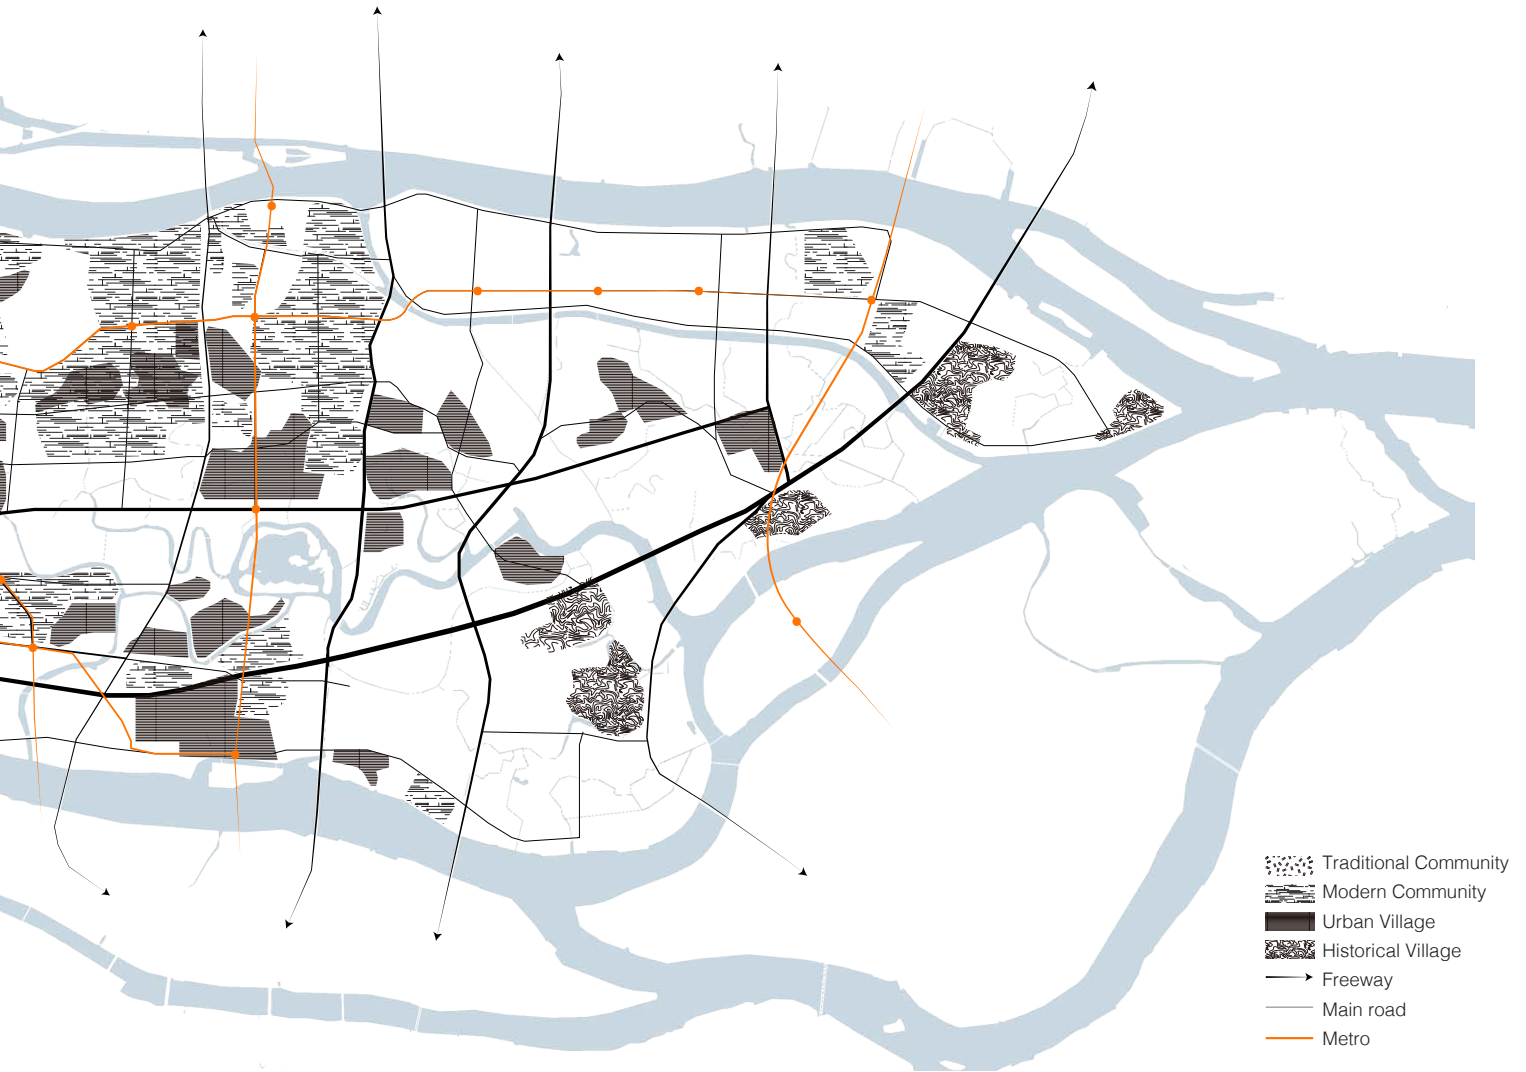 Traditional Community
Modern Community
Urban Village
Historical Village
Freeway
Main road
Metro